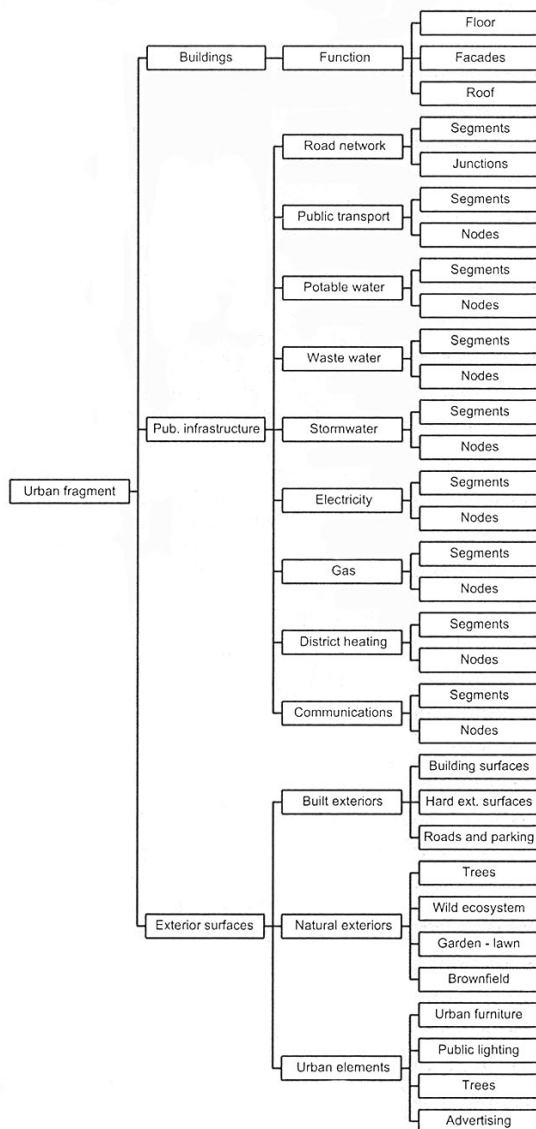 Urban fragment
Buildings
Function
Floor
Facades
Roof
Pub. infrastructure
Road network
Segments
Junctions
Public transport
Segments
Nodes
Potable water
Segments
Nodes
Waste water
Segments
Nodes
Stormwater
Segments
Nodes
Electricity
Segments
Nodes
Gas
Segments
Nodes
District heating
Segments
Nodes
Communications
Segments
Nodes
Exterior surfaces
Built exteriors
Building surfaces
Hard ext. surfaces
Roads and parking
Natural exteriors
Trees
Wild ecosystem
Garden - lawn
Brownfield
Urban elements
Urban furniture
Public lighting
Trees
Advertising